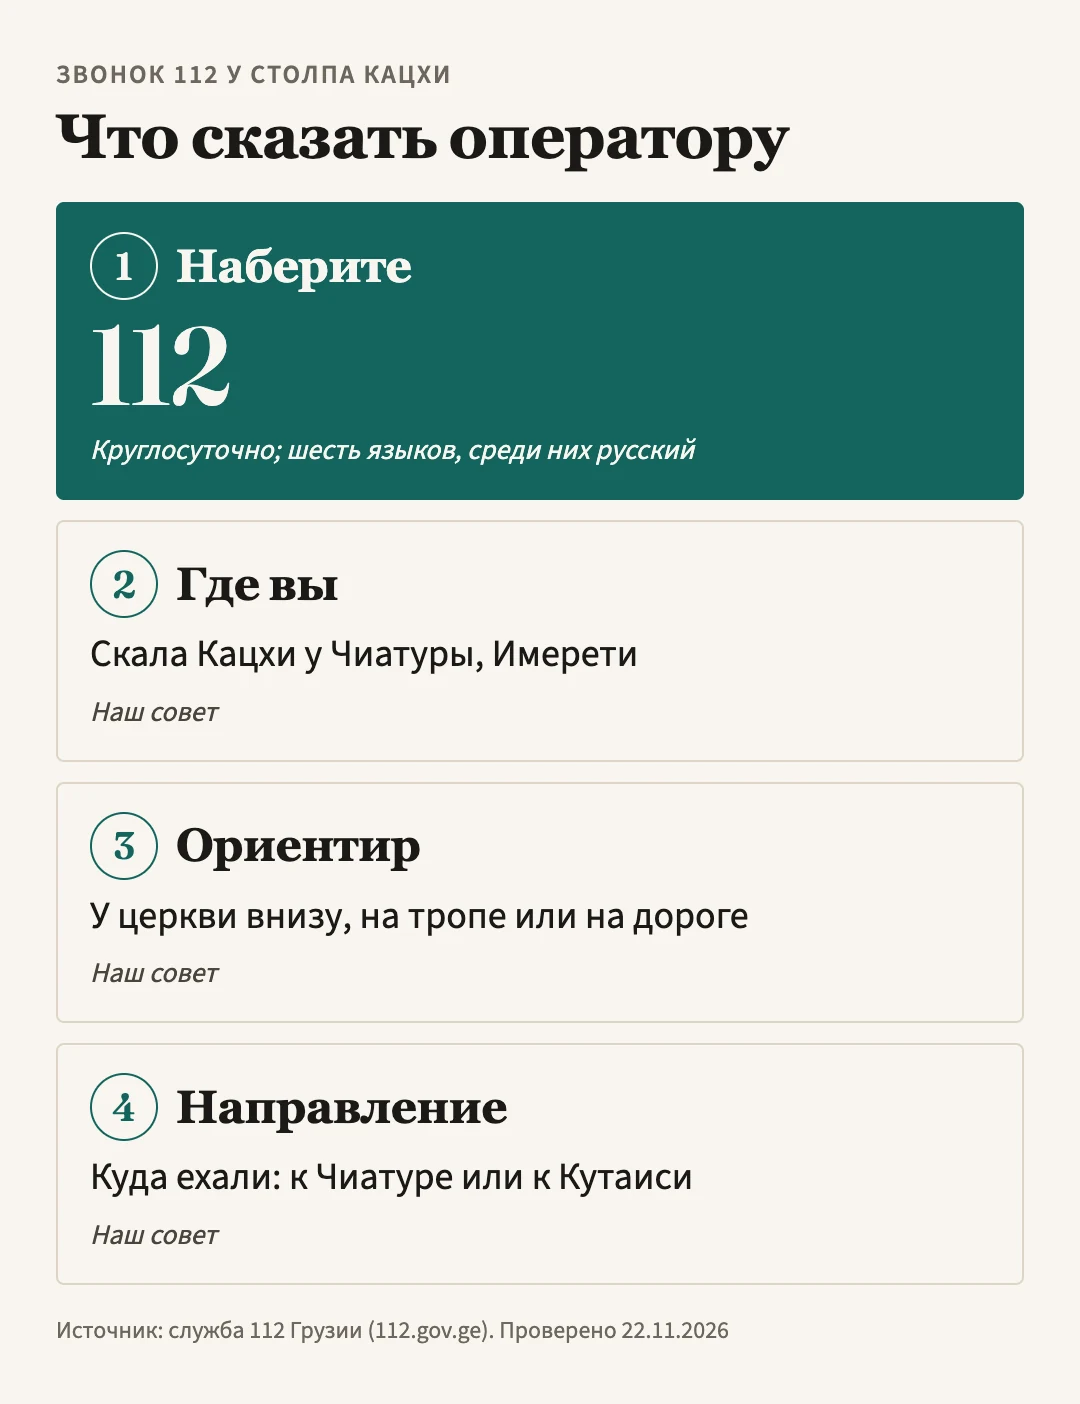 ЗВОНОК 112 У СТОЛПА КАЦХИ
Что сказать оператору
1 Наберите
112
Круглосуточно; шесть языков, среди них русский
2 Где вы
Скала Кацхи у Чиатуры, Имерети
Наш совет
3 Ориентир
У церкви внизу, на тропе или на дороге
Наш совет
4 Направление
Куда ехали: к Чиатуре или к Кутаиси
Наш совет
Источник: служба 112 Грузии (112.gov.ge). Проверено 22.11.2026